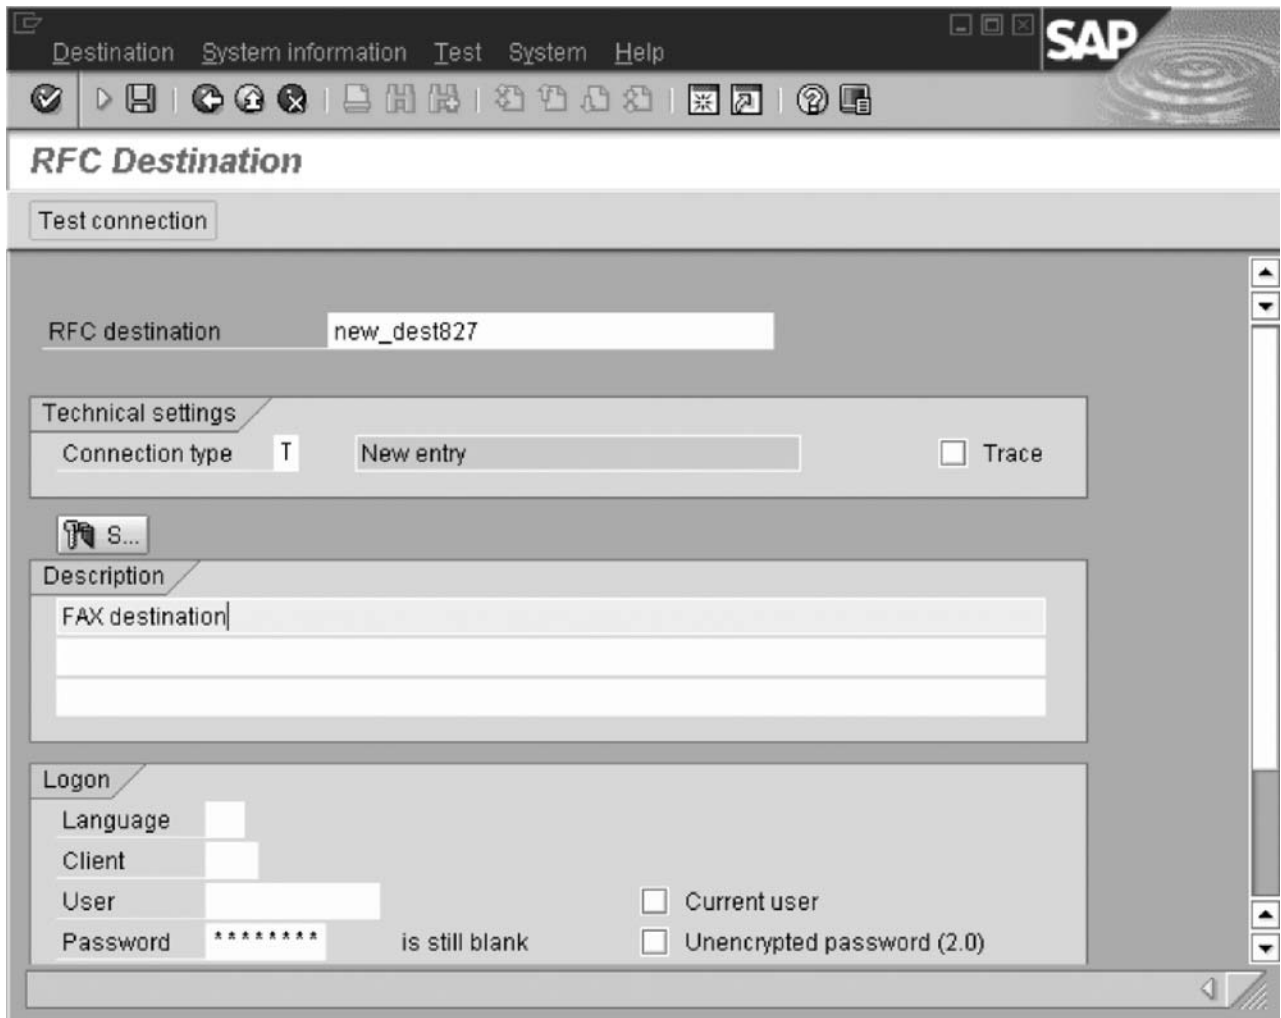 SAP
Destination System information Test System Help
RFC Destination
Test connection
RFC destination new_dest827
Technical settings
Connection type T New entry Trace
S...
Description
FAX destination
Logon
Language
Client
User Current user
Password ******** is still blank Unencrypted password (2.0)